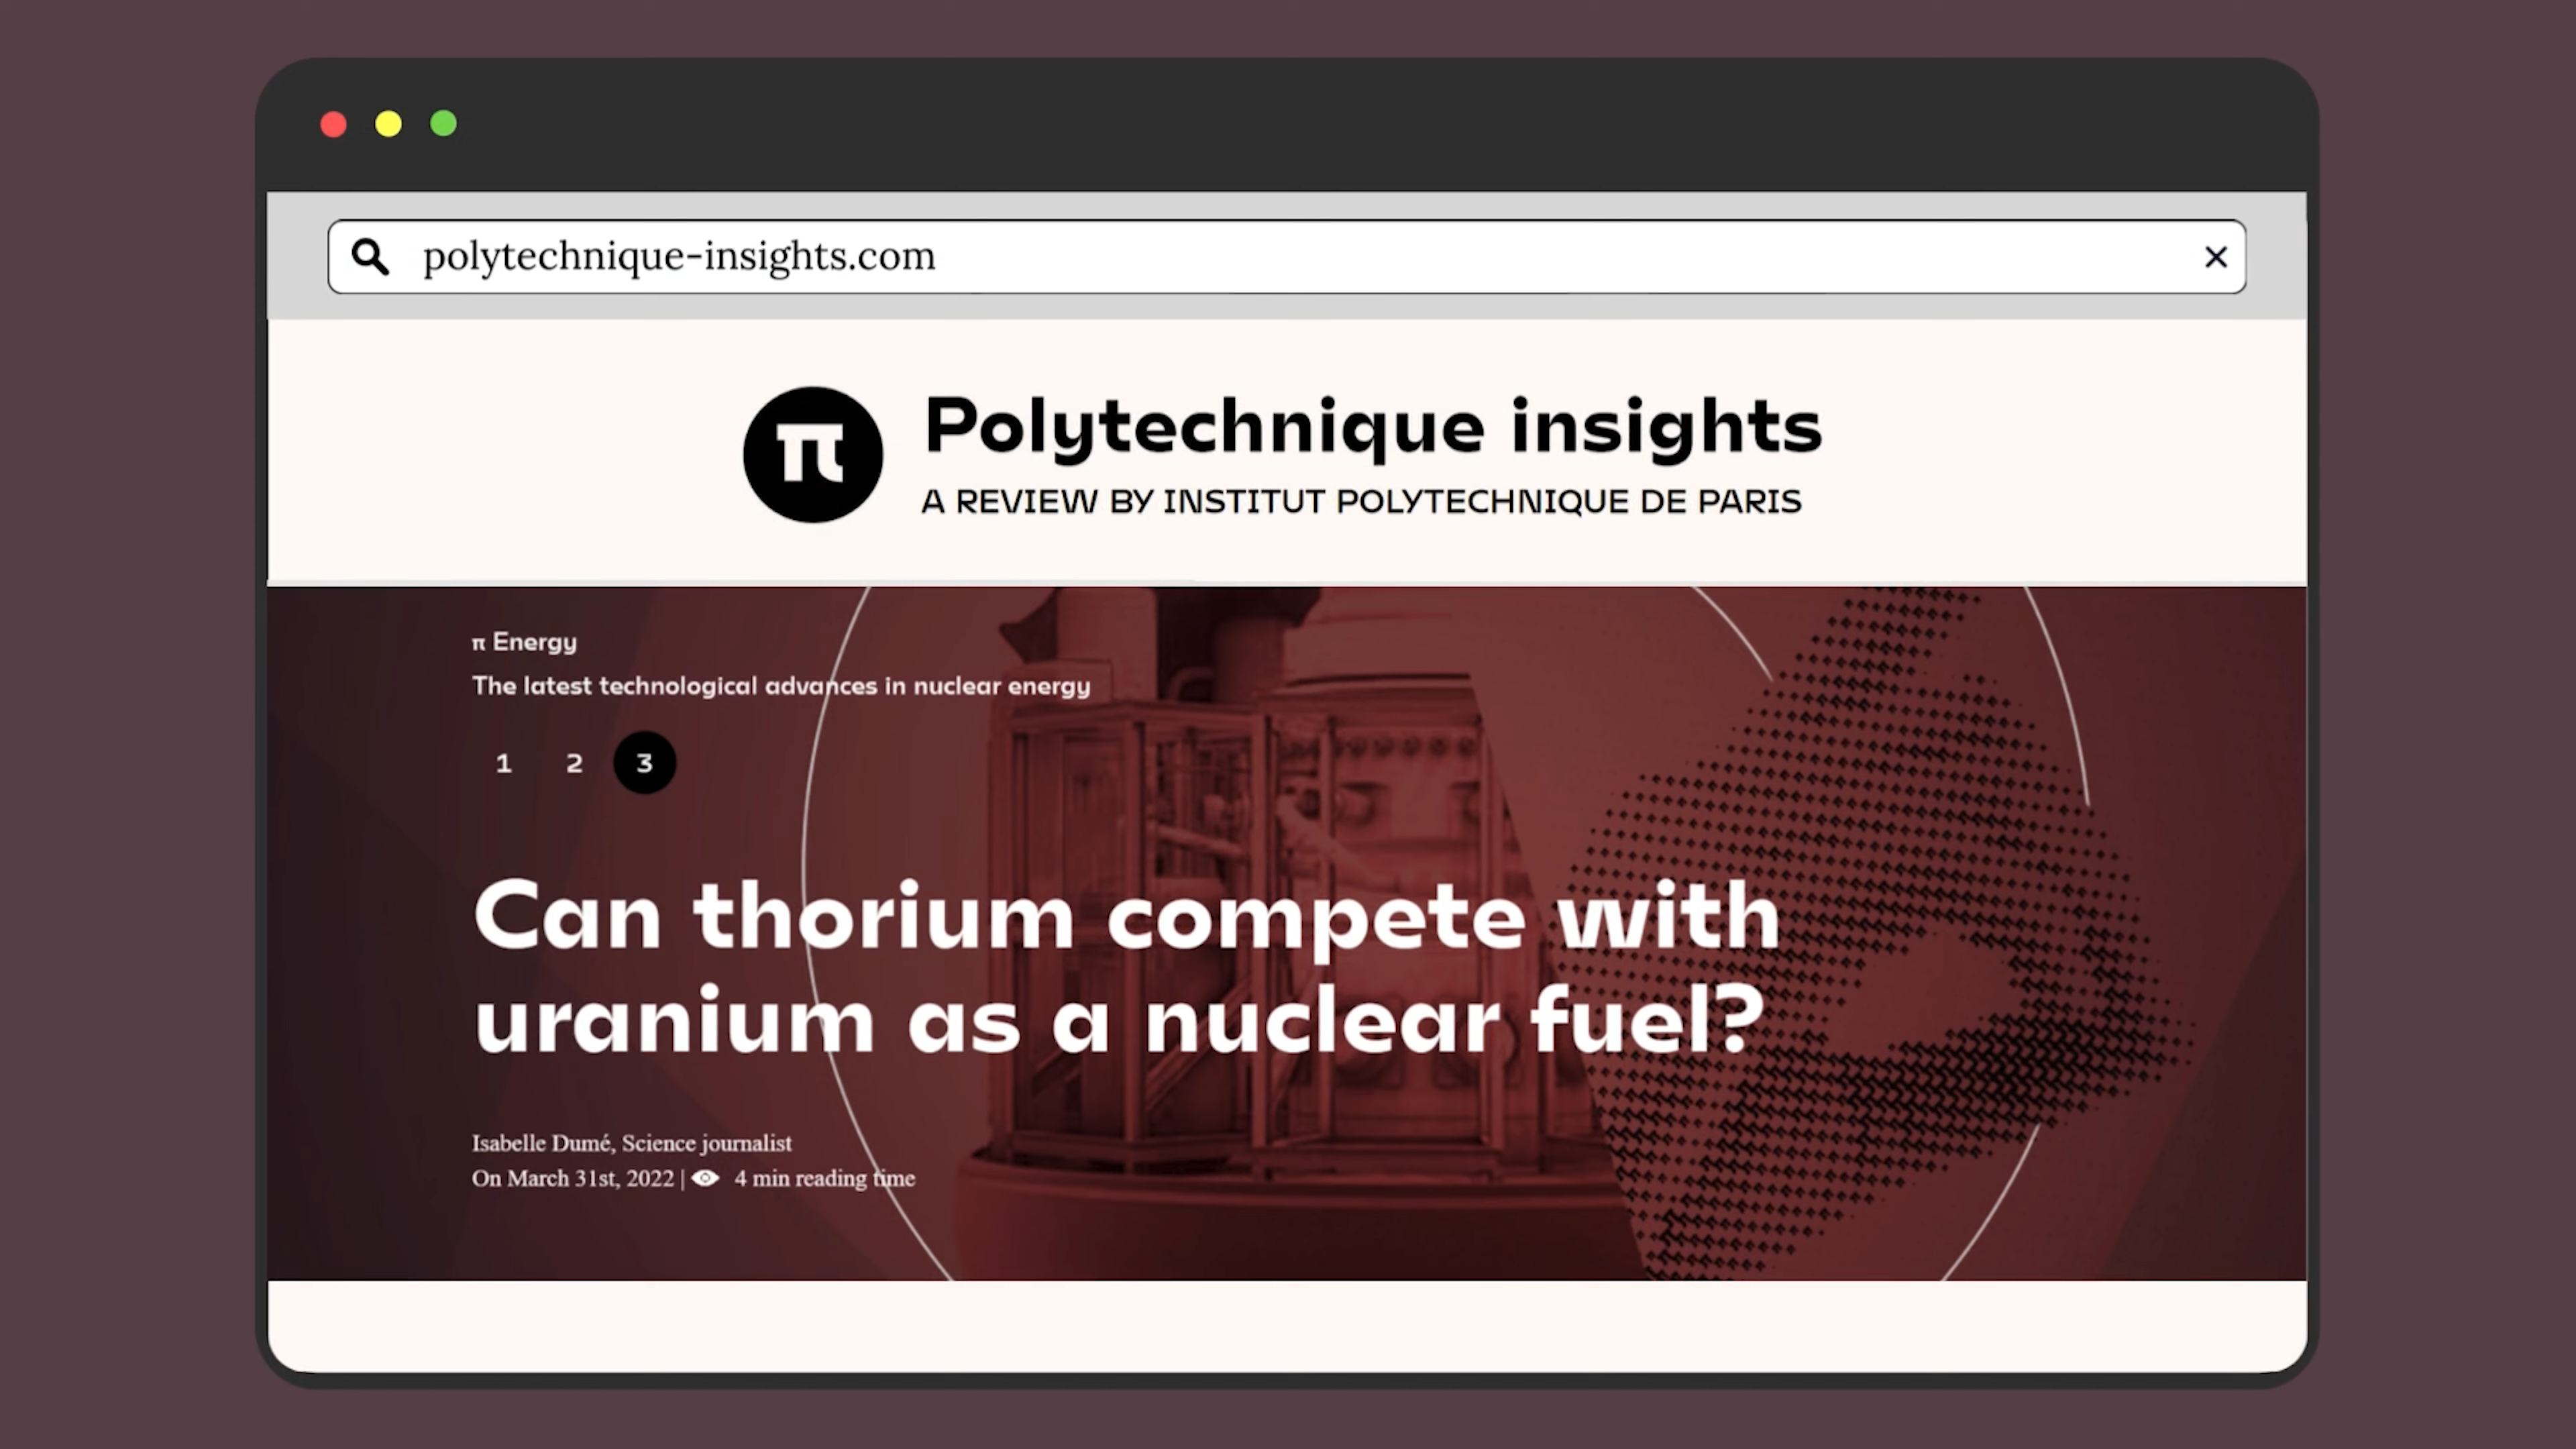 polytechnique-insights.com
π
Polytechnique insights
A REVIEW BY INSTITUT POLYTECHNIQUE DE PARIS
π Energy
The latest technological advances in nuclear energy
1 2 3
Can thorium compete with
uranium as a nuclear fuel?
Isabelle Dumé, Science journalist
On March 31st, 2022 | 4 min reading time